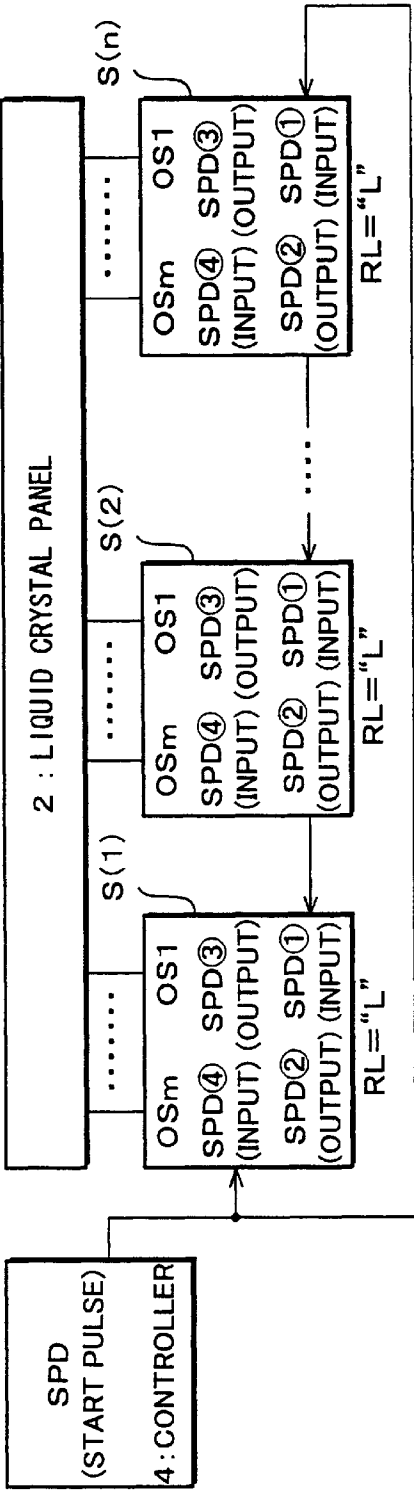 SPD
(START PULSE)
4:CONTROLLER
2 : LIQUID CRYSTAL PANEL
S(1)
S(2)
S(n)
.......
OSm OS1
SPD④ SPD③
(INPUT) (OUTPUT)
SPD② SPD①
(OUTPUT) (INPUT)
RL="L"
.......
OSm OS1
SPD④ SPD③
(INPUT) (OUTPUT)
SPD② SPD①
(OUTPUT) (INPUT)
RL="L"
....
.......
OSm OS1
SPD④ SPD③
(INPUT) (OUTPUT)
SPD② SPD①
(OUTPUT) (INPUT)
RL="L"